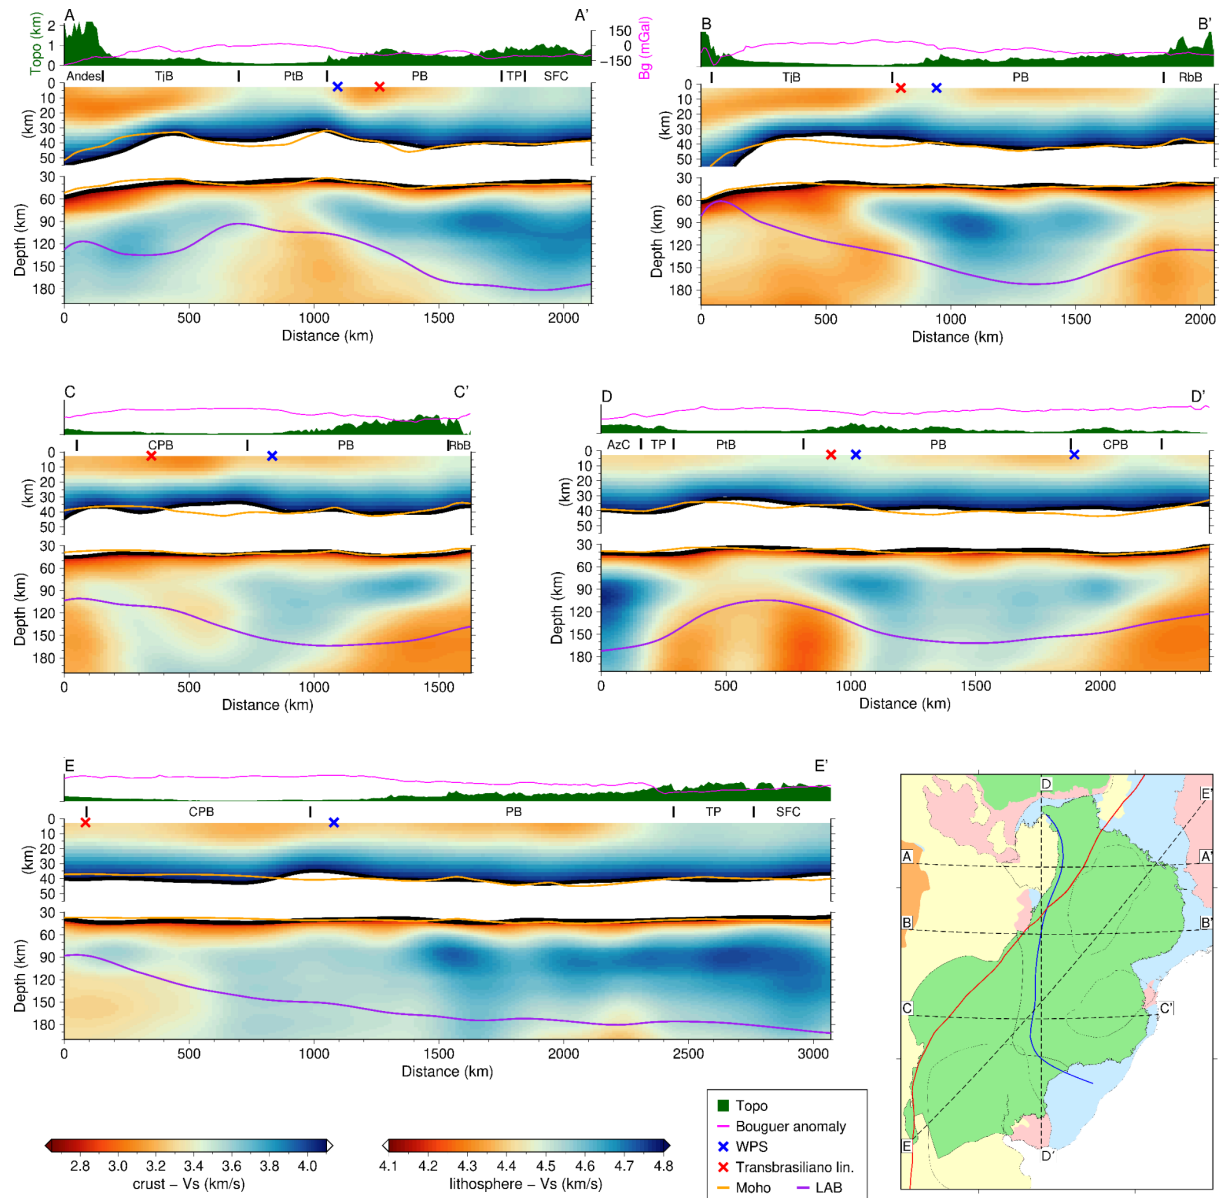 A A'
Topo (km)
2
1
0
150
0
−150
Bg (mGal)
Andes TjB PtB PB TP SFC
0
10
20
30
40
50
(km)
30
60
90
120
150
180
Depth (km)
0 500 1000 1500 2000
Distance (km)
B B'
TjB PB RbB
0
10
20
30
40
50
(km)
30
60
90
120
150
180
Depth (km)
0 500 1000 1500 2000
Distance (km)
C C'
CPB PB RbB
0
10
20
30
40
50
(km)
30
60
90
120
150
180
Depth (km)
0 500 1000 1500
Distance (km)
D D'
AzC TP PtB PB CPB
0
10
20
30
40
50
(km)
30
60
90
120
150
180
Depth (km)
0 500 1000 1500 2000
Distance (km)
E E'
CPB PB TP SFC
0
10
20
30
40
50
(km)
30
60
90
120
150
180
Depth (km)
0 500 1000 1500 2000 2500 3000
Distance (km)
D
E'
A A'
B B'
C C'
E
D'
2.8 3.0 3.2 3.4 3.6 3.8 4.0
crust − Vs (km/s)
4.1 4.2 4.3 4.4 4.5 4.6 4.7 4.8
lithosphere − Vs (km/s)
Topo
Bouguer anomaly
WPS
Transbrasiliano lin.
Moho LAB